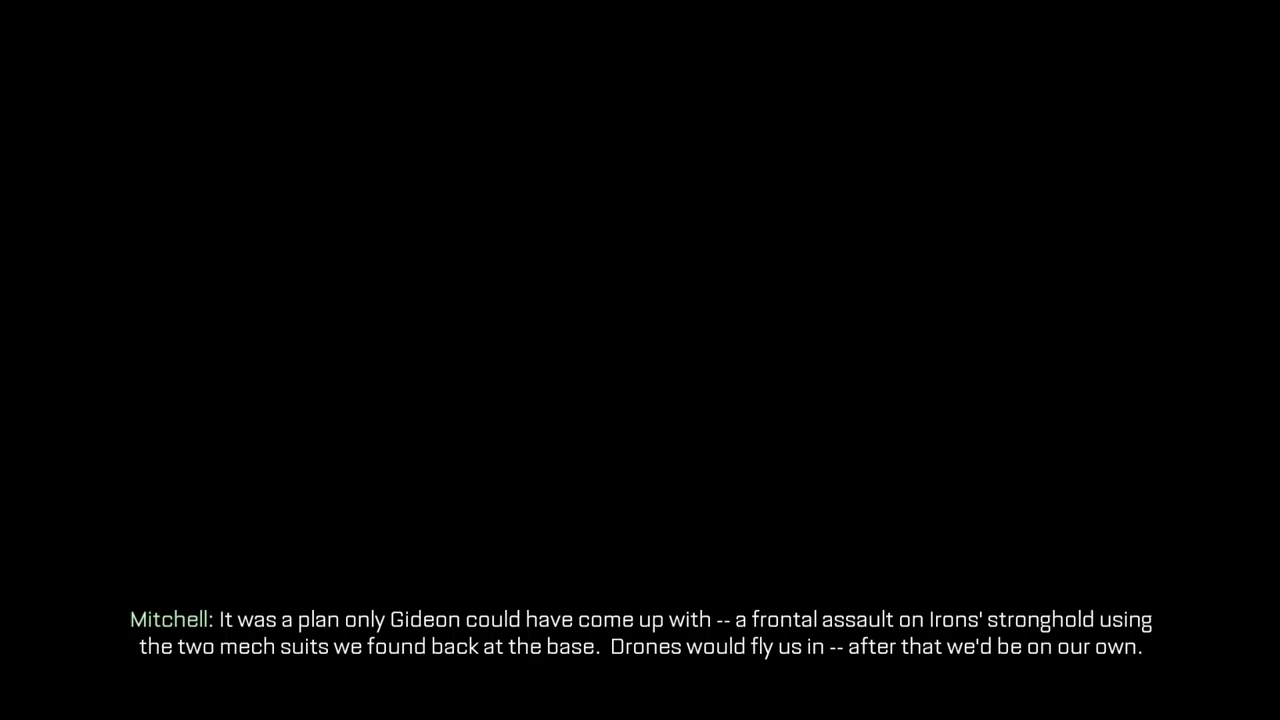 Mitchell: It was a plan only Gideon could have come up with -- a frontal assault on Irons' stronghold using
the two mech suits we found back at the base.  Drones would fly us in -- after that we'd be on our own.